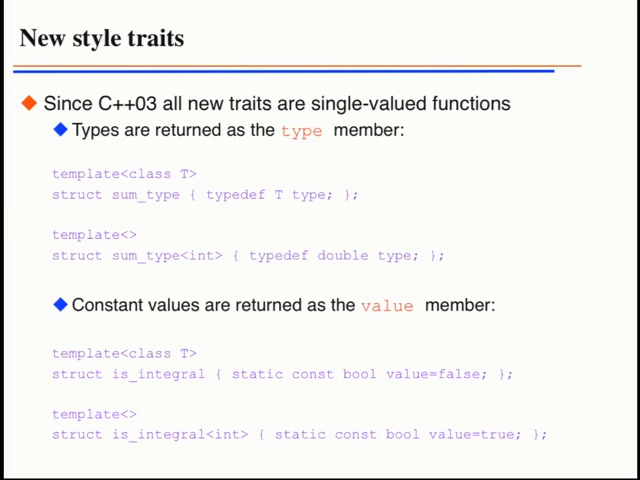 New style traits
Since C++03 all new traits are single-valued functions
Types are returned as the type member:
template<class T>
struct sum_type { typedef T type; };
template<>
struct sum_type<int> { typedef double type; };
Constant values are returned as the value member:
template<class T>
struct is_integral { static const bool value=false; };
template<>
struct is_integral<int> { static const bool value=true; };